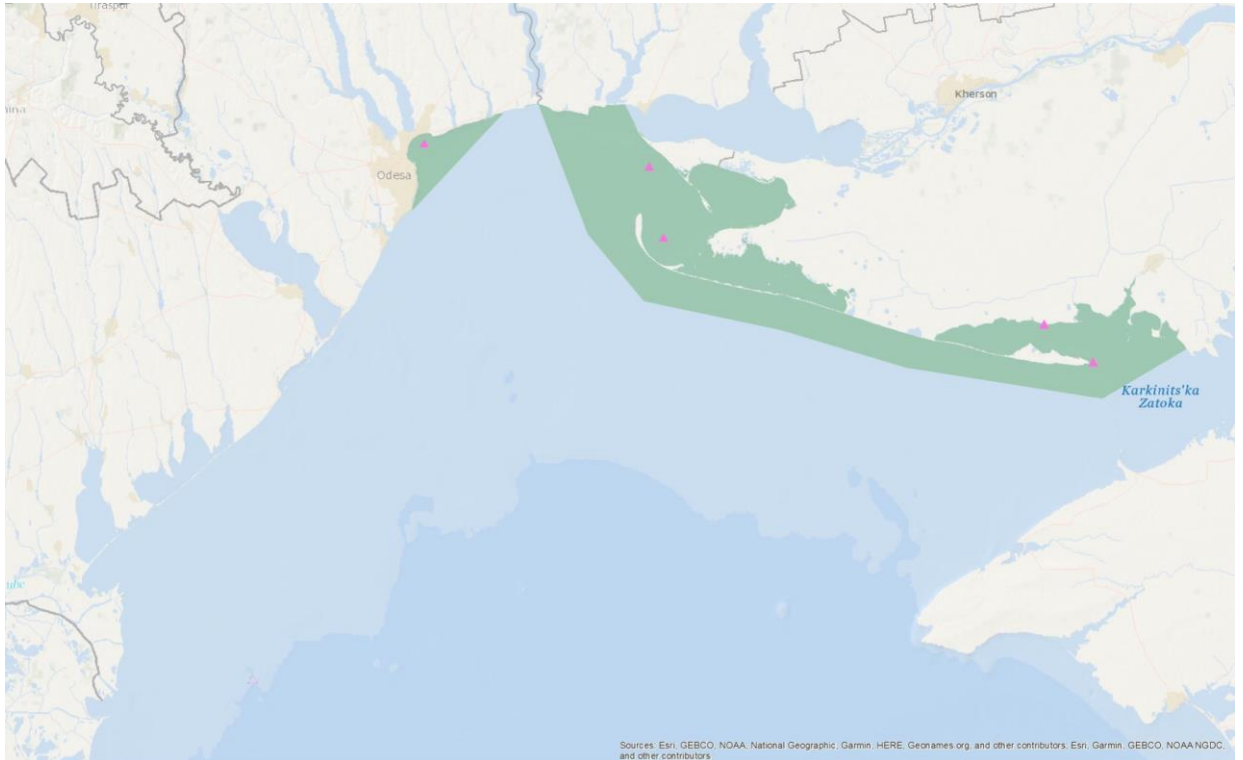 Tiraspol
Kherson
Odesa
Karkinits'ka
Zatoka
Sources: Esri, GEBCO, NOAA, National Geographic, Garmin, HERE, Geonames.org, and other contributors, Esri, Garmin, GEBCO, NOAA NGDC,
and other contributors